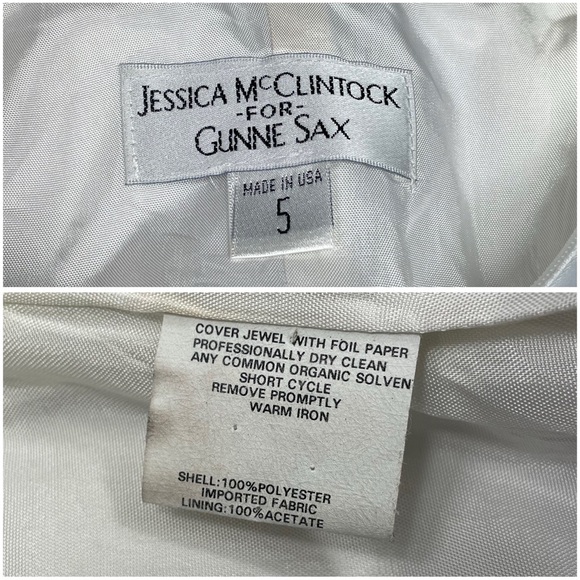 JESSICA McCLINTOCK
-FOR-
GUNNE SAX
MADE IN USA
5
COVER JEWEL WITH FOIL PAPER
PROFESSIONALLY DRY CLEAN
ANY COMMON ORGANIC SOLVEN
SHORT CYCLE
REMOVE PROMPTLY
WARM IRON
SHELL:100%POLYESTER
IMPORTED FABRIC
LINING:100%ACETATE